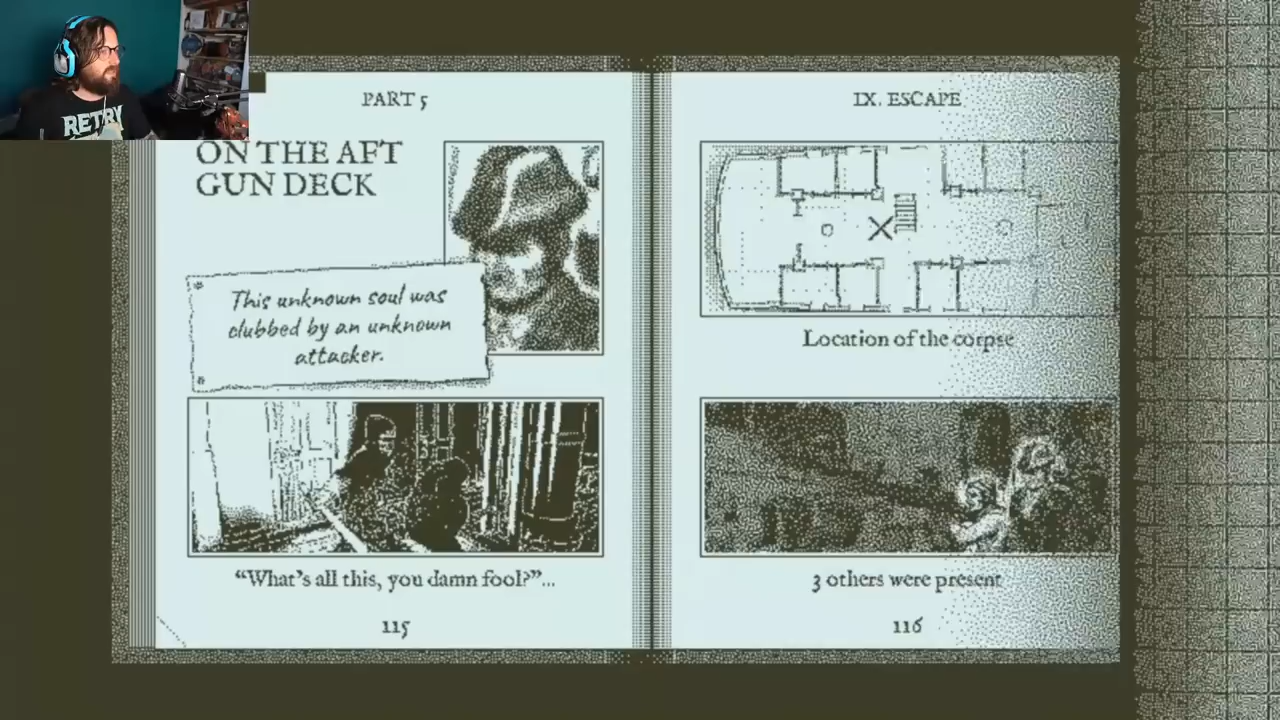 RETRY
PART 5
ON THE AFT
GUN DECK
This unknown soul was
clubbed by an unknown
attacker.
"What's all this, you damn fool?"...
115
IX. ESCAPE
Location of the corpse
3 others were present
116